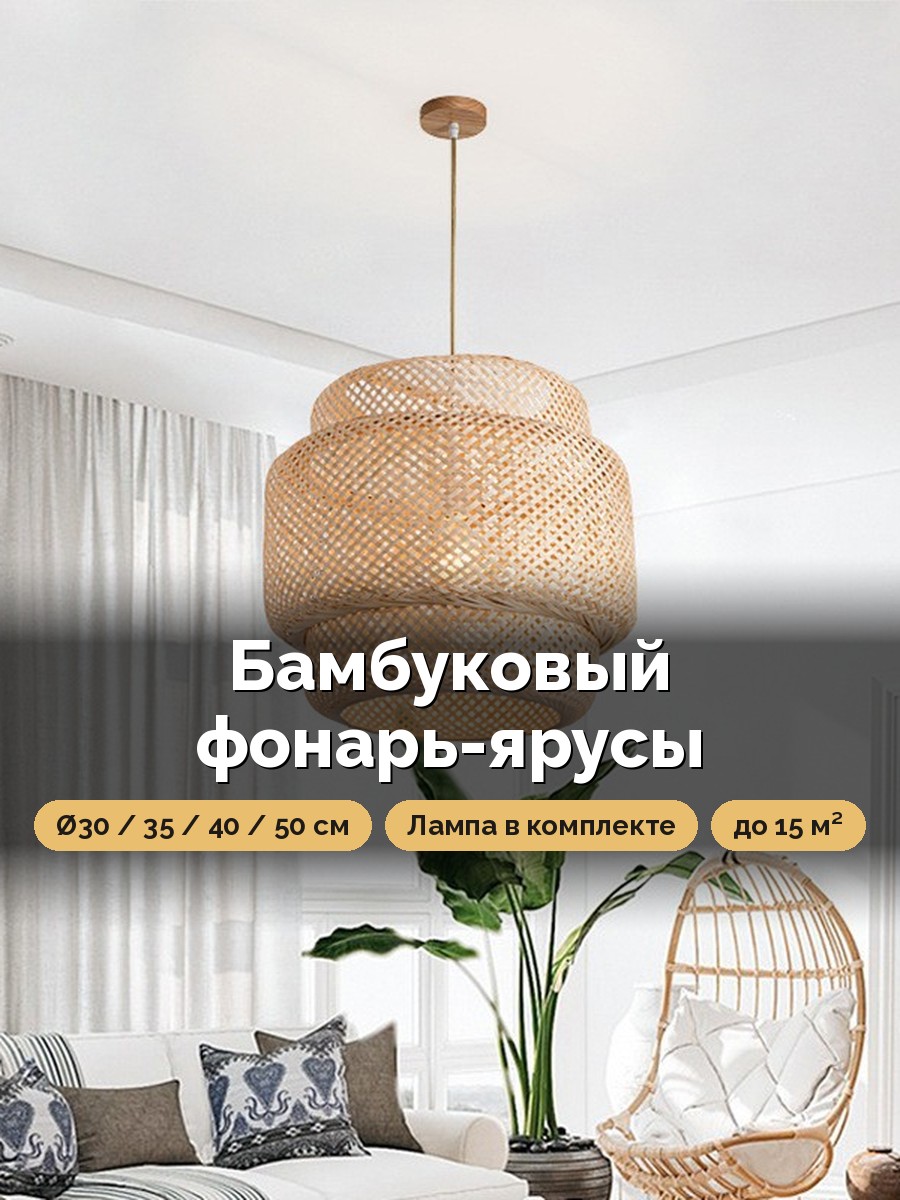 Бамбуковый
фонарь-ярусы
Ø30 / 35 / 40 / 50 см
Лампа в комплекте
до 15 м²